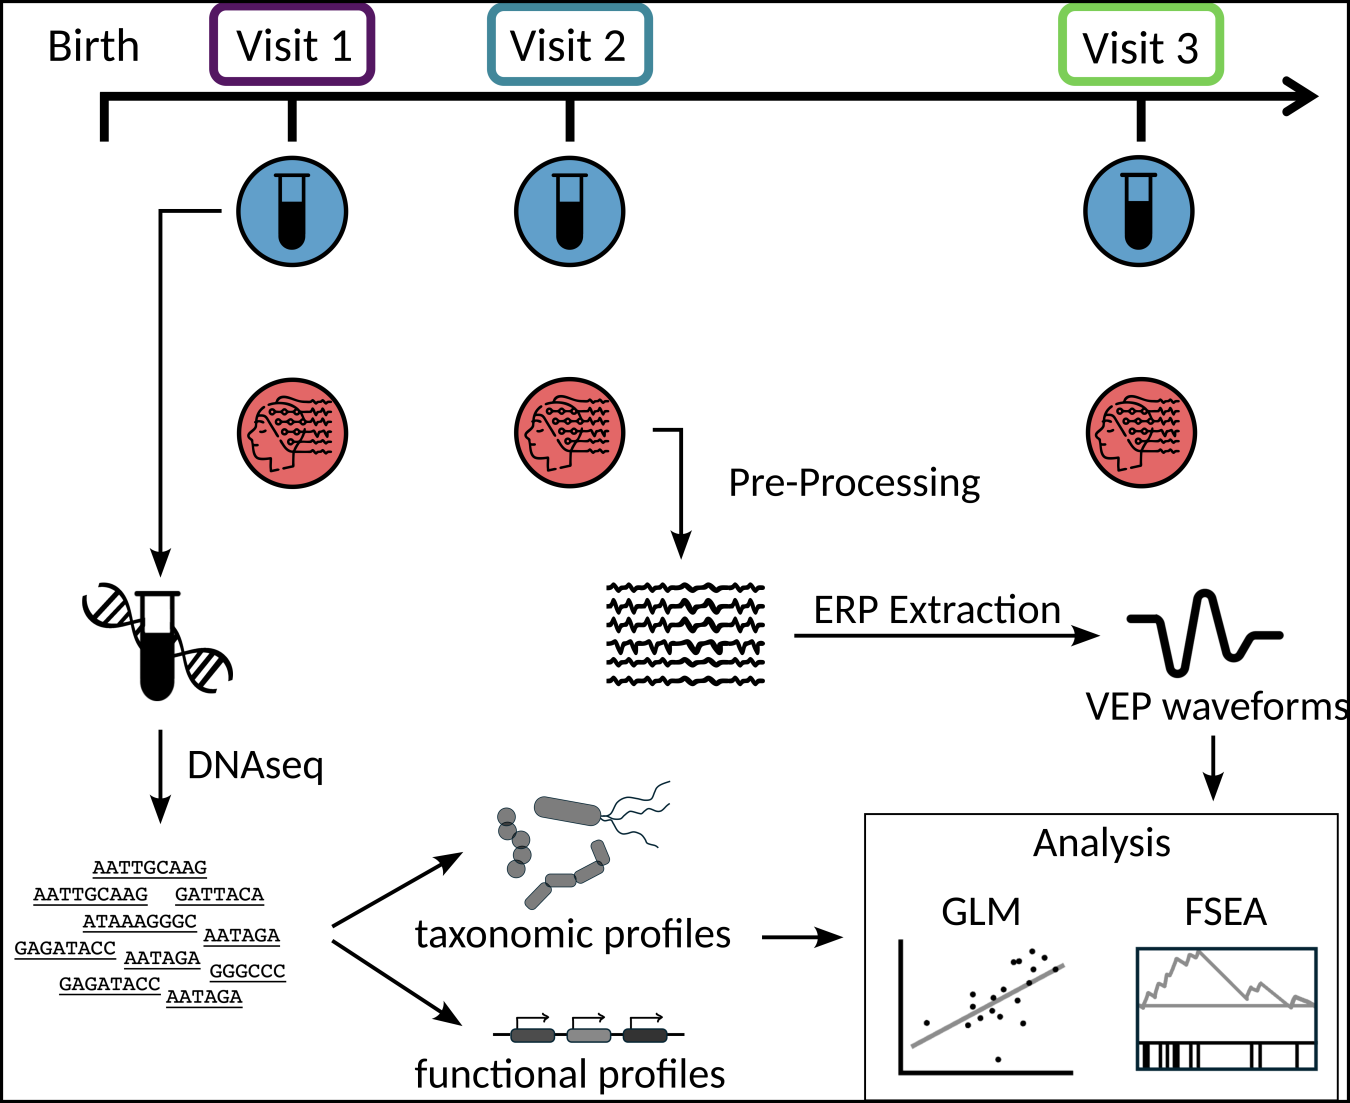 Birth
Visit 1
Visit 2
Visit 3
Pre-Processing
ERP Extraction
VEP waveforms
DNAseq
AATTGCAAG
AATTGCAAG GATTACA
ATAAAGGGC
AATAGA
GAGATACC
AATAGA
GGGCCC
GAGATACC
AATAGA
taxonomic profiles
functional profiles
Analysis
GLM
FSEA